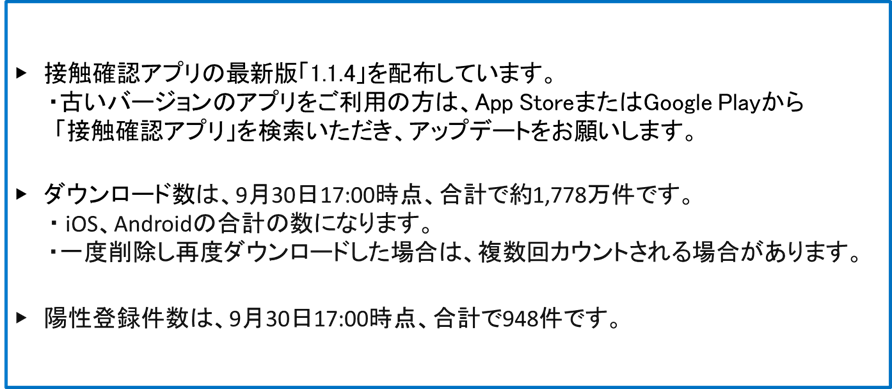 ▶ 接触確認アプリの最新版「1.1.4」を配布しています。
・古いバージョンのアプリをご利用の方は、App StoreまたはGoogle Playから
「接触確認アプリ」を検索いただき、アップデートをお願いします。
▶ ダウンロード数は、9月30日17:00時点、合計で約1,778万件です。
・iOS、Androidの合計の数になります。
・一度削除し再度ダウンロードした場合は、複数回カウントされる場合があります。
▶ 陽性登録件数は、9月30日17:00時点、合計で948件です。